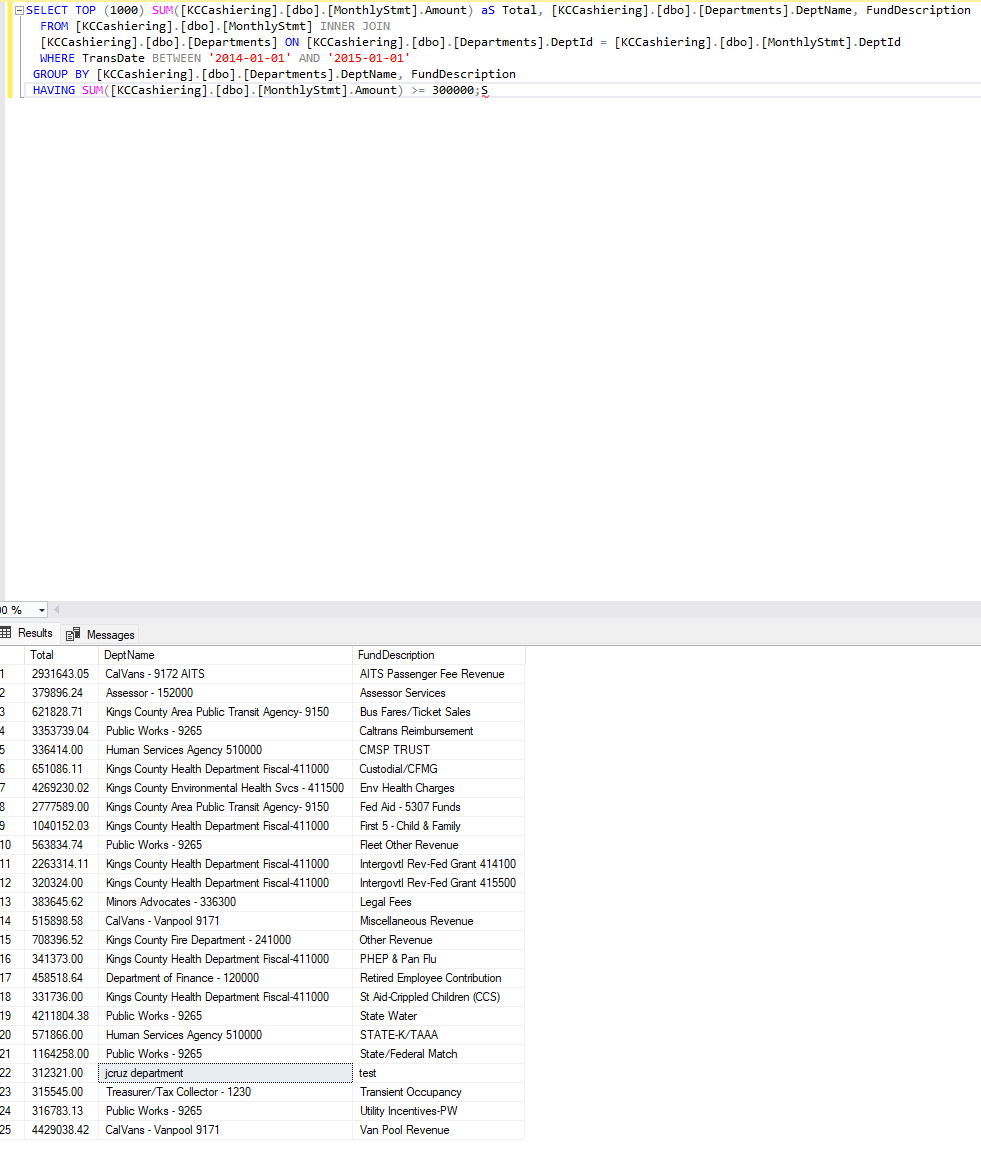 SELECT TOP (1000) SUM([KCCashiering].[dbo].[MonthlyStmt].Amount) aS Total, [KCCashiering].[dbo].[Departments].DeptName, FundDescription
FROM [KCCashiering].[dbo].[MonthlyStmt] INNER JOIN
[KCCashiering].[dbo].[Departments] ON [KCCashiering].[dbo].[Departments].DeptId = [KCCashiering].[dbo].[MonthlyStmt].DeptId
WHERE TransDate BETWEEN '2014-01-01' AND '2015-01-01'
GROUP BY [KCCashiering].[dbo].[Departments].DeptName, FundDescription
HAVING SUM([KCCashiering].[dbo].[MonthlyStmt].Amount) >= 300000;S
00 %
Results Messages
Total DeptName FundDescription
1 2931643.05 CalVans - 9172 AITS AITS Passenger Fee Revenue
2 379896.24 Assessor - 152000 Assessor Services
3 621828.71 Kings County Area Public Transit Agency- 9150 Bus Fares/Ticket Sales
4 3353739.04 Public Works - 9265 Caltrans Reimbursement
5 336414.00 Human Services Agency 510000 CMSP TRUST
6 651086.11 Kings County Health Department Fiscal-411000 Custodial/CFMG
7 4269230.02 Kings County Environmental Health Svcs - 411500 Env Health Charges
8 2777589.00 Kings County Area Public Transit Agency- 9150 Fed Aid - 5307 Funds
9 1040152.03 Kings County Health Department Fiscal-411000 First 5 - Child & Family
10 563834.74 Public Works - 9265 Fleet Other Revenue
11 2263314.11 Kings County Health Department Fiscal-411000 Intergovtl Rev-Fed Grant 414100
12 320324.00 Kings County Health Department Fiscal-411000 Intergovtl Rev-Fed Grant 415500
13 383645.62 Minors Advocates - 336300 Legal Fees
14 515898.58 CalVans - Vanpool 9171 Miscellaneous Revenue
15 708396.52 Kings County Fire Department - 241000 Other Revenue
16 341373.00 Kings County Health Department Fiscal-411000 PHEP & Pan Flu
17 458518.64 Department of Finance - 120000 Retired Employee Contribution
18 331736.00 Kings County Health Department Fiscal-411000 St Aid-Crippled Children (CCS)
19 4211804.38 Public Works - 9265 State Water
20 571866.00 Human Services Agency 510000 STATE-K/TAAA
21 1164258.00 Public Works - 9265 State/Federal Match
22 312321.00 jcruz department test
23 315545.00 Treasurer/Tax Collector - 1230 Transient Occupancy
24 316783.13 Public Works - 9265 Utility Incentives-PW
25 4429038.42 CalVans - Vanpool 9171 Van Pool Revenue